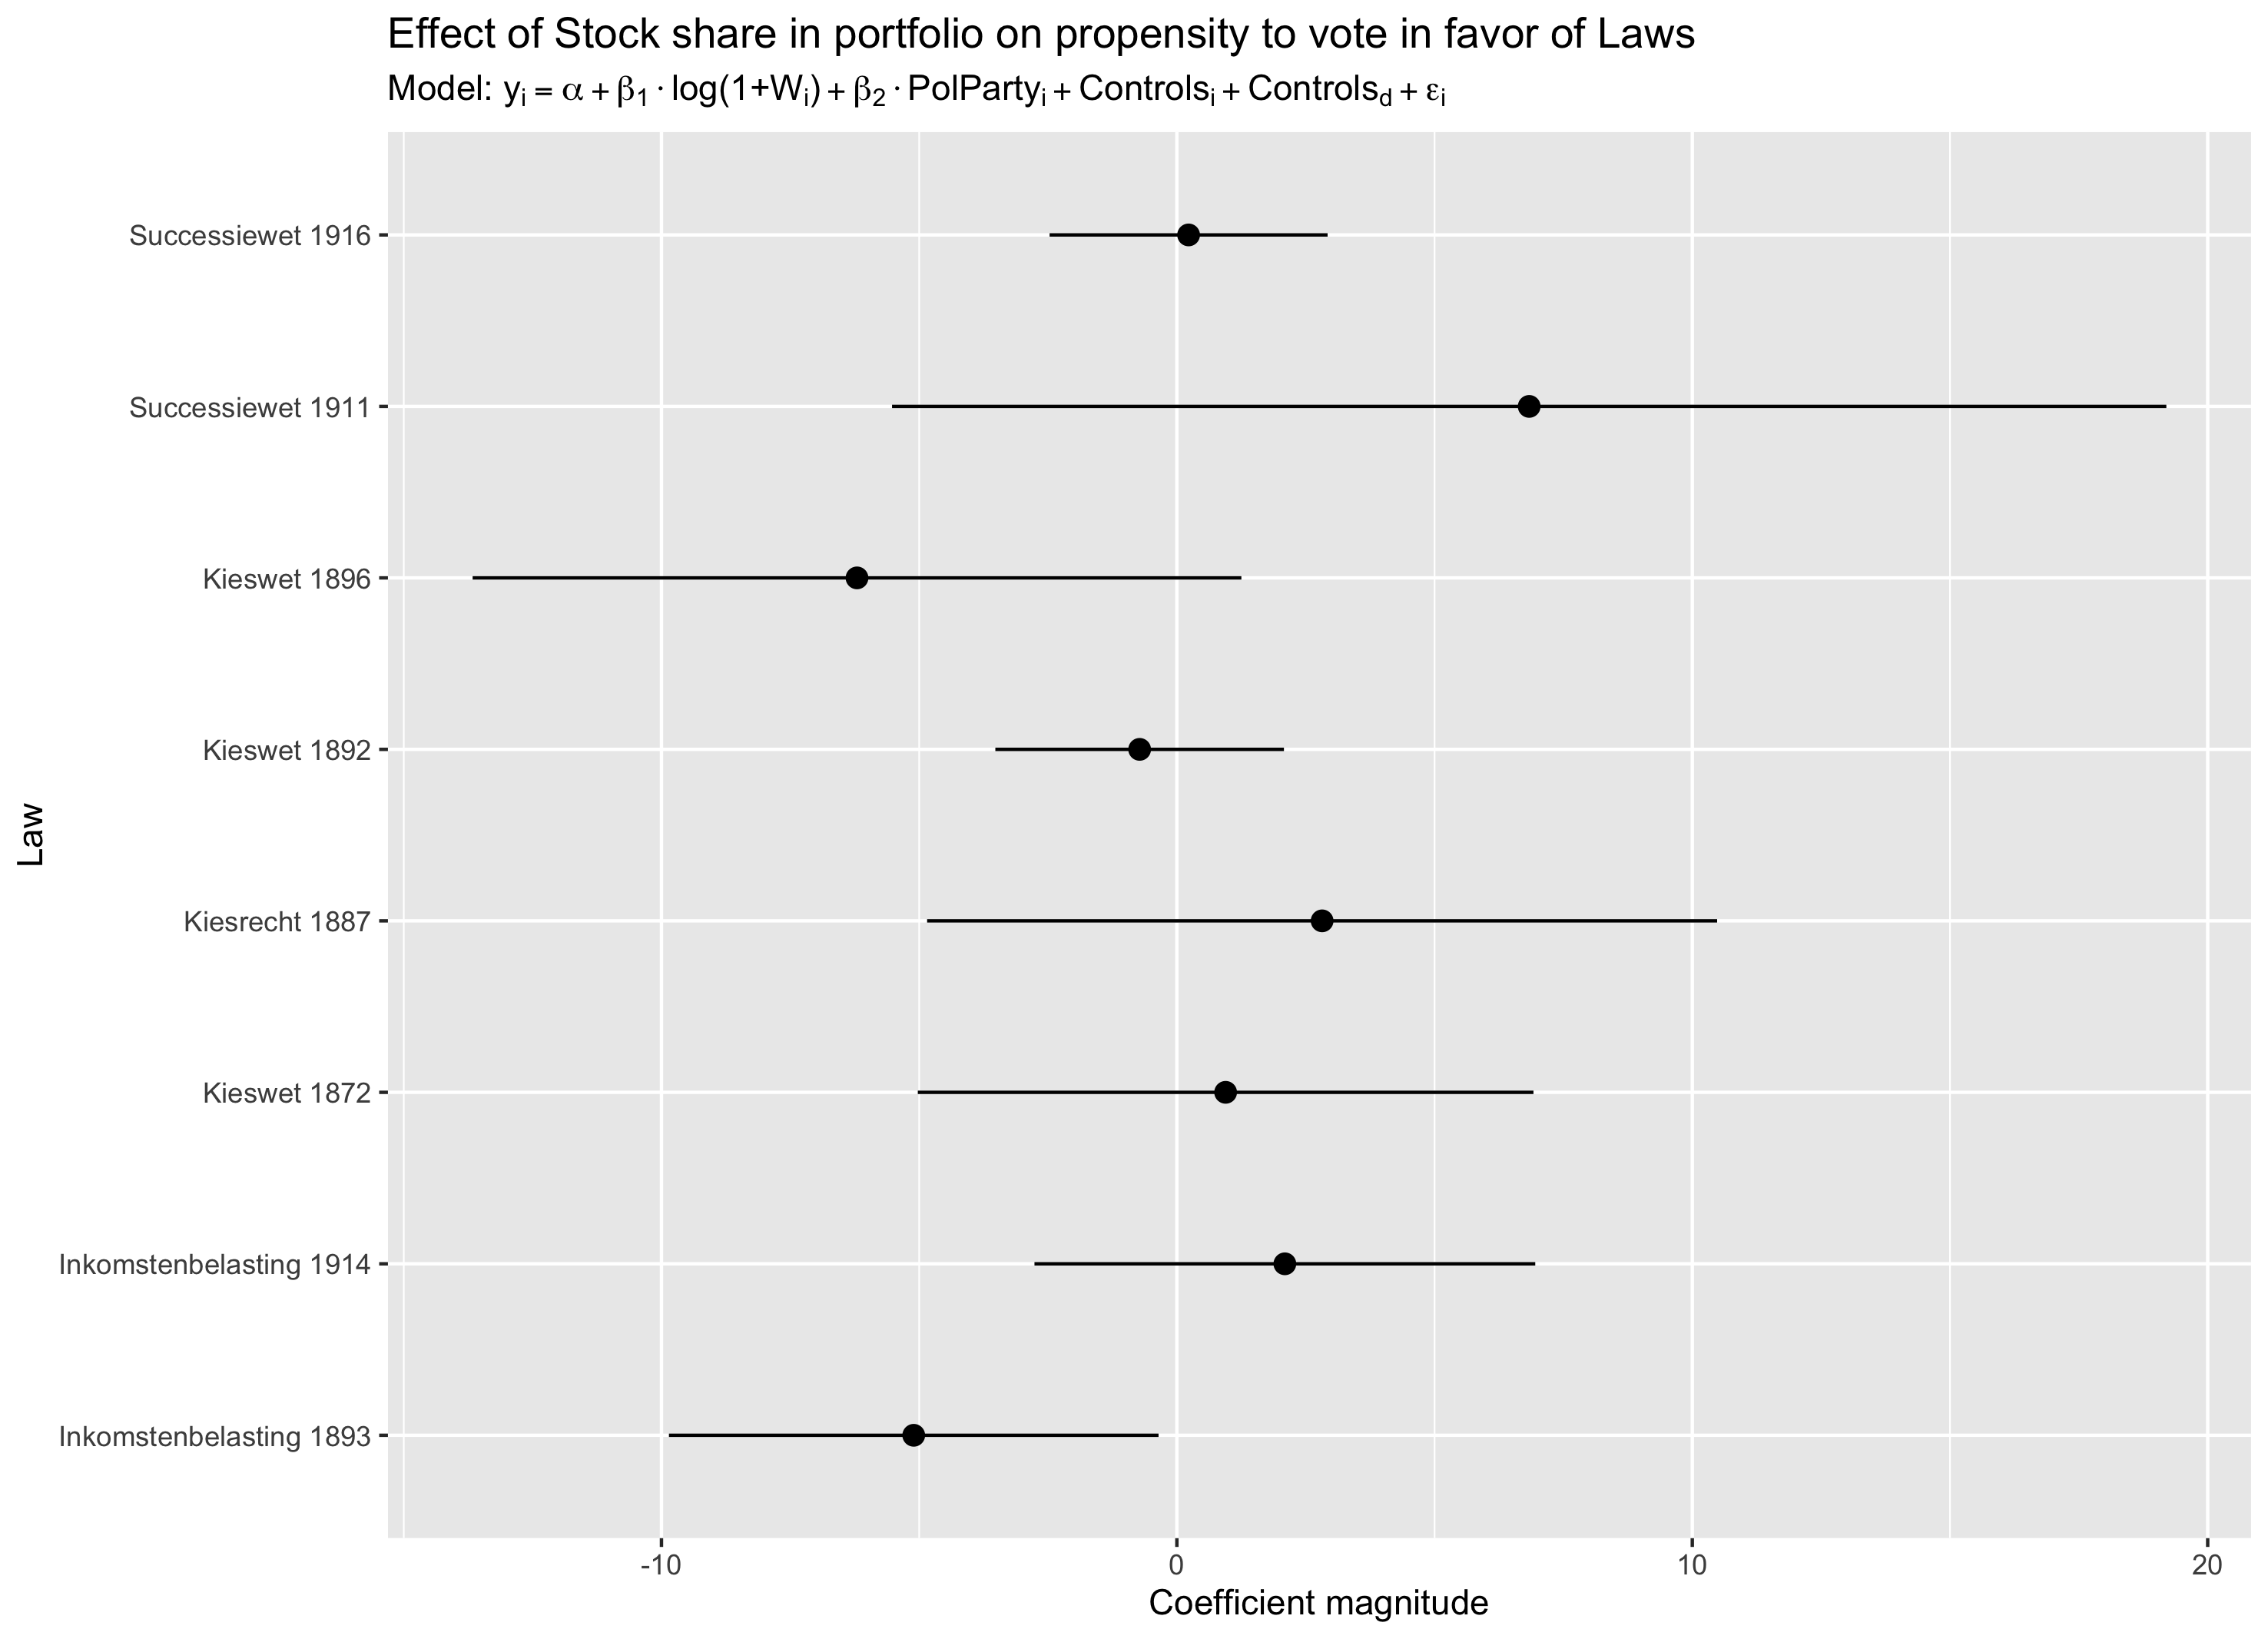 Effect of Stock share in portfolio on propensity to vote in favor of Laws
Model: yᵢ = α + β₁ · log(1+Wᵢ) + β₂ · PolPartyᵢ + Controlsᵢ + Controls_d + εᵢ
Successiewet 1916
Successiewet 1911
Kieswet 1896
Kieswet 1892
Kiesrecht 1887
Kieswet 1872
Inkomstenbelasting 1914
Inkomstenbelasting 1893
Law
-10 0 10 20
Coefficient magnitude